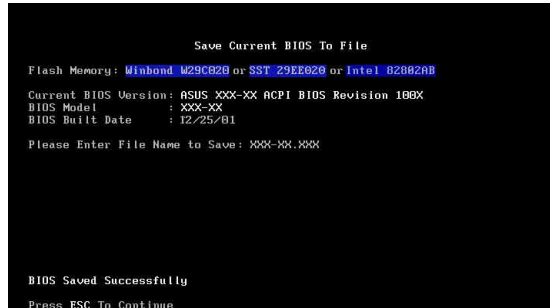 Save Current BIOS To File
Flash Memory: Winbond W29C020 or SST 29EE020 or Intel 82802AB
Current BIOS Version: ASUS XXX-XX ACPI BIOS Revision 100X
BIOS Model : XXX-XX
BIOS Built Date : 12/25/01
Please Enter File Name to Save: XXX-XX.XXX
BIOS Saved Successfully
Press ESC To Continue